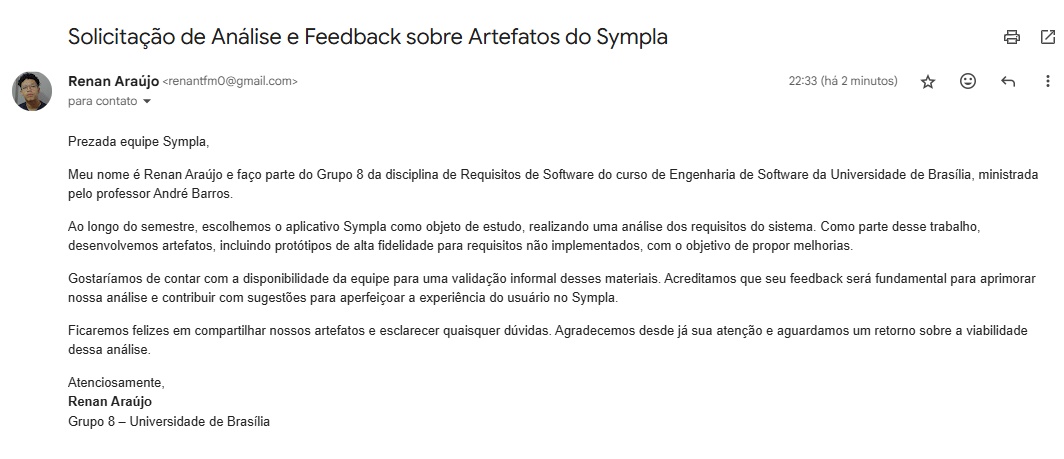 Solicitação de Análise e Feedback sobre Artefatos do Sympla
Renan Araújo <renantfm0@gmail.com>
22:33 (há 2 minutos)
para contato
Prezada equipe Sympla,
Meu nome é Renan Araújo e faço parte do Grupo 8 da disciplina de Requisitos de Software do curso de Engenharia de Software da Universidade de Brasília, ministrada
pelo professor André Barros.
Ao longo do semestre, escolhemos o aplicativo Sympla como objeto de estudo, realizando uma análise dos requisitos do sistema. Como parte desse trabalho,
desenvolvemos artefatos, incluindo protótipos de alta fidelidade para requisitos não implementados, com o objetivo de propor melhorias.
Gostaríamos de contar com a disponibilidade da equipe para uma validação informal desses materiais. Acreditamos que seu feedback será fundamental para aprimorar
nossa análise e contribuir com sugestões para aperfeiçoar a experiência do usuário no Sympla.
Ficaremos felizes em compartilhar nossos artefatos e esclarecer quaisquer dúvidas. Agradecemos desde já sua atenção e aguardamos um retorno sobre a viabilidade
dessa análise.
Atenciosamente,
Renan Araújo
Grupo 8 – Universidade de Brasília